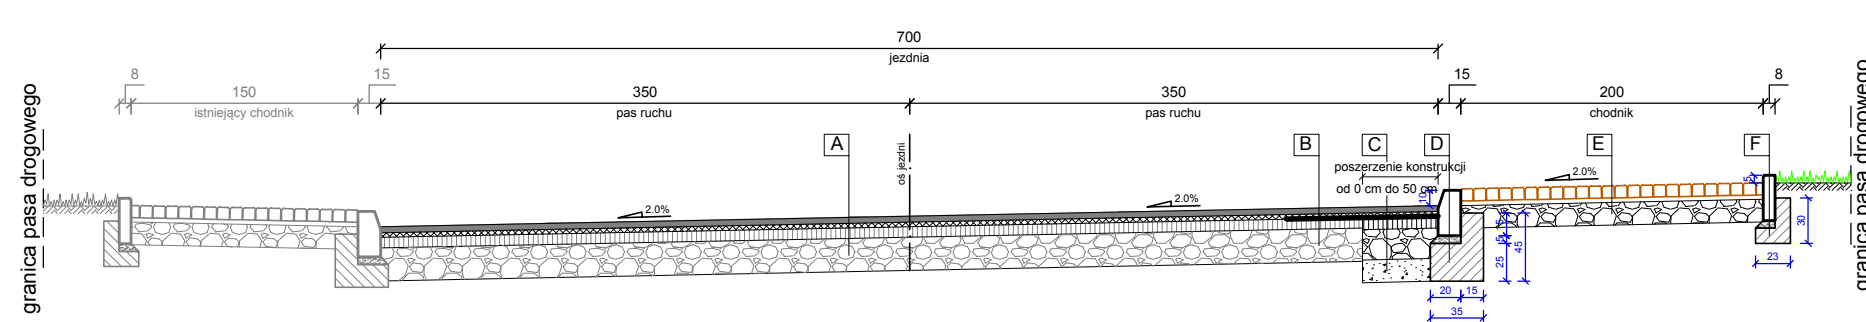 700
jezdnia
8
15
15
8
150
350
350
200
istniejący chodnik
pas ruchu
pas ruchu
chodnik
granica pasa drogowego
granica pasa drogowego
A
oś jezdni
B
C
D
E
F
poszerzenie konstrukcji
od 0 cm do 50 cm
2.0%
2.0%
2.0%
10
5
15
25
45
30
20
15
35
23